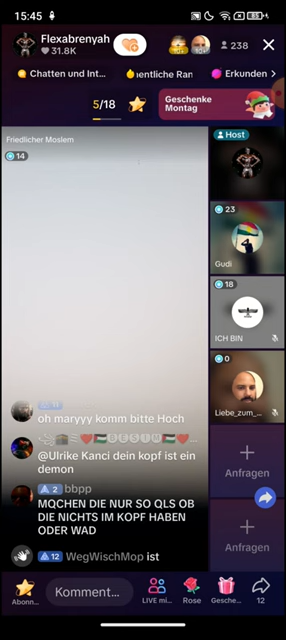 15:45
85
Flexabrenyah
31.8K
238
Chatten und Int...
entliche Ran
Erkunden
5/18
Geschenke
Montag
Friedlicher Moslem
14
Host
23
Gudi
18
ICH BIN
0
Liebe_zum_...
oh maryyy komm bitte Hoch
@Ulrike Kanci dein kopf ist ein
demon
2 bbpp
MQCHEN DIE NUR SO QLS OB
DIE NICHTS IM KOPF HABEN
ODER WAD
12 WegWischMop ist
+
Anfragen
+
Anfragen
Abonn...
Komment...
LIVE mi...
Rose
Gesche...
12